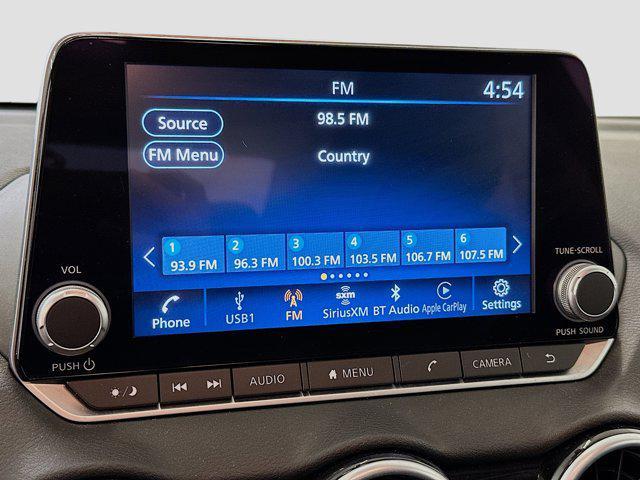 FM
4:54
Source
98.5 FM
FM Menu
Country
1 2 3 4 5 6
93.9 FM 96.3 FM 100.3 FM 103.5 FM 106.7 FM 107.5 FM
Phone
USB1
FM
sxm
SiriusXM
BT Audio
Apple CarPlay
Settings
VOL
PUSH
TUNE·SCROLL
PUSH SOUND
AUDIO
MENU
CAMERA